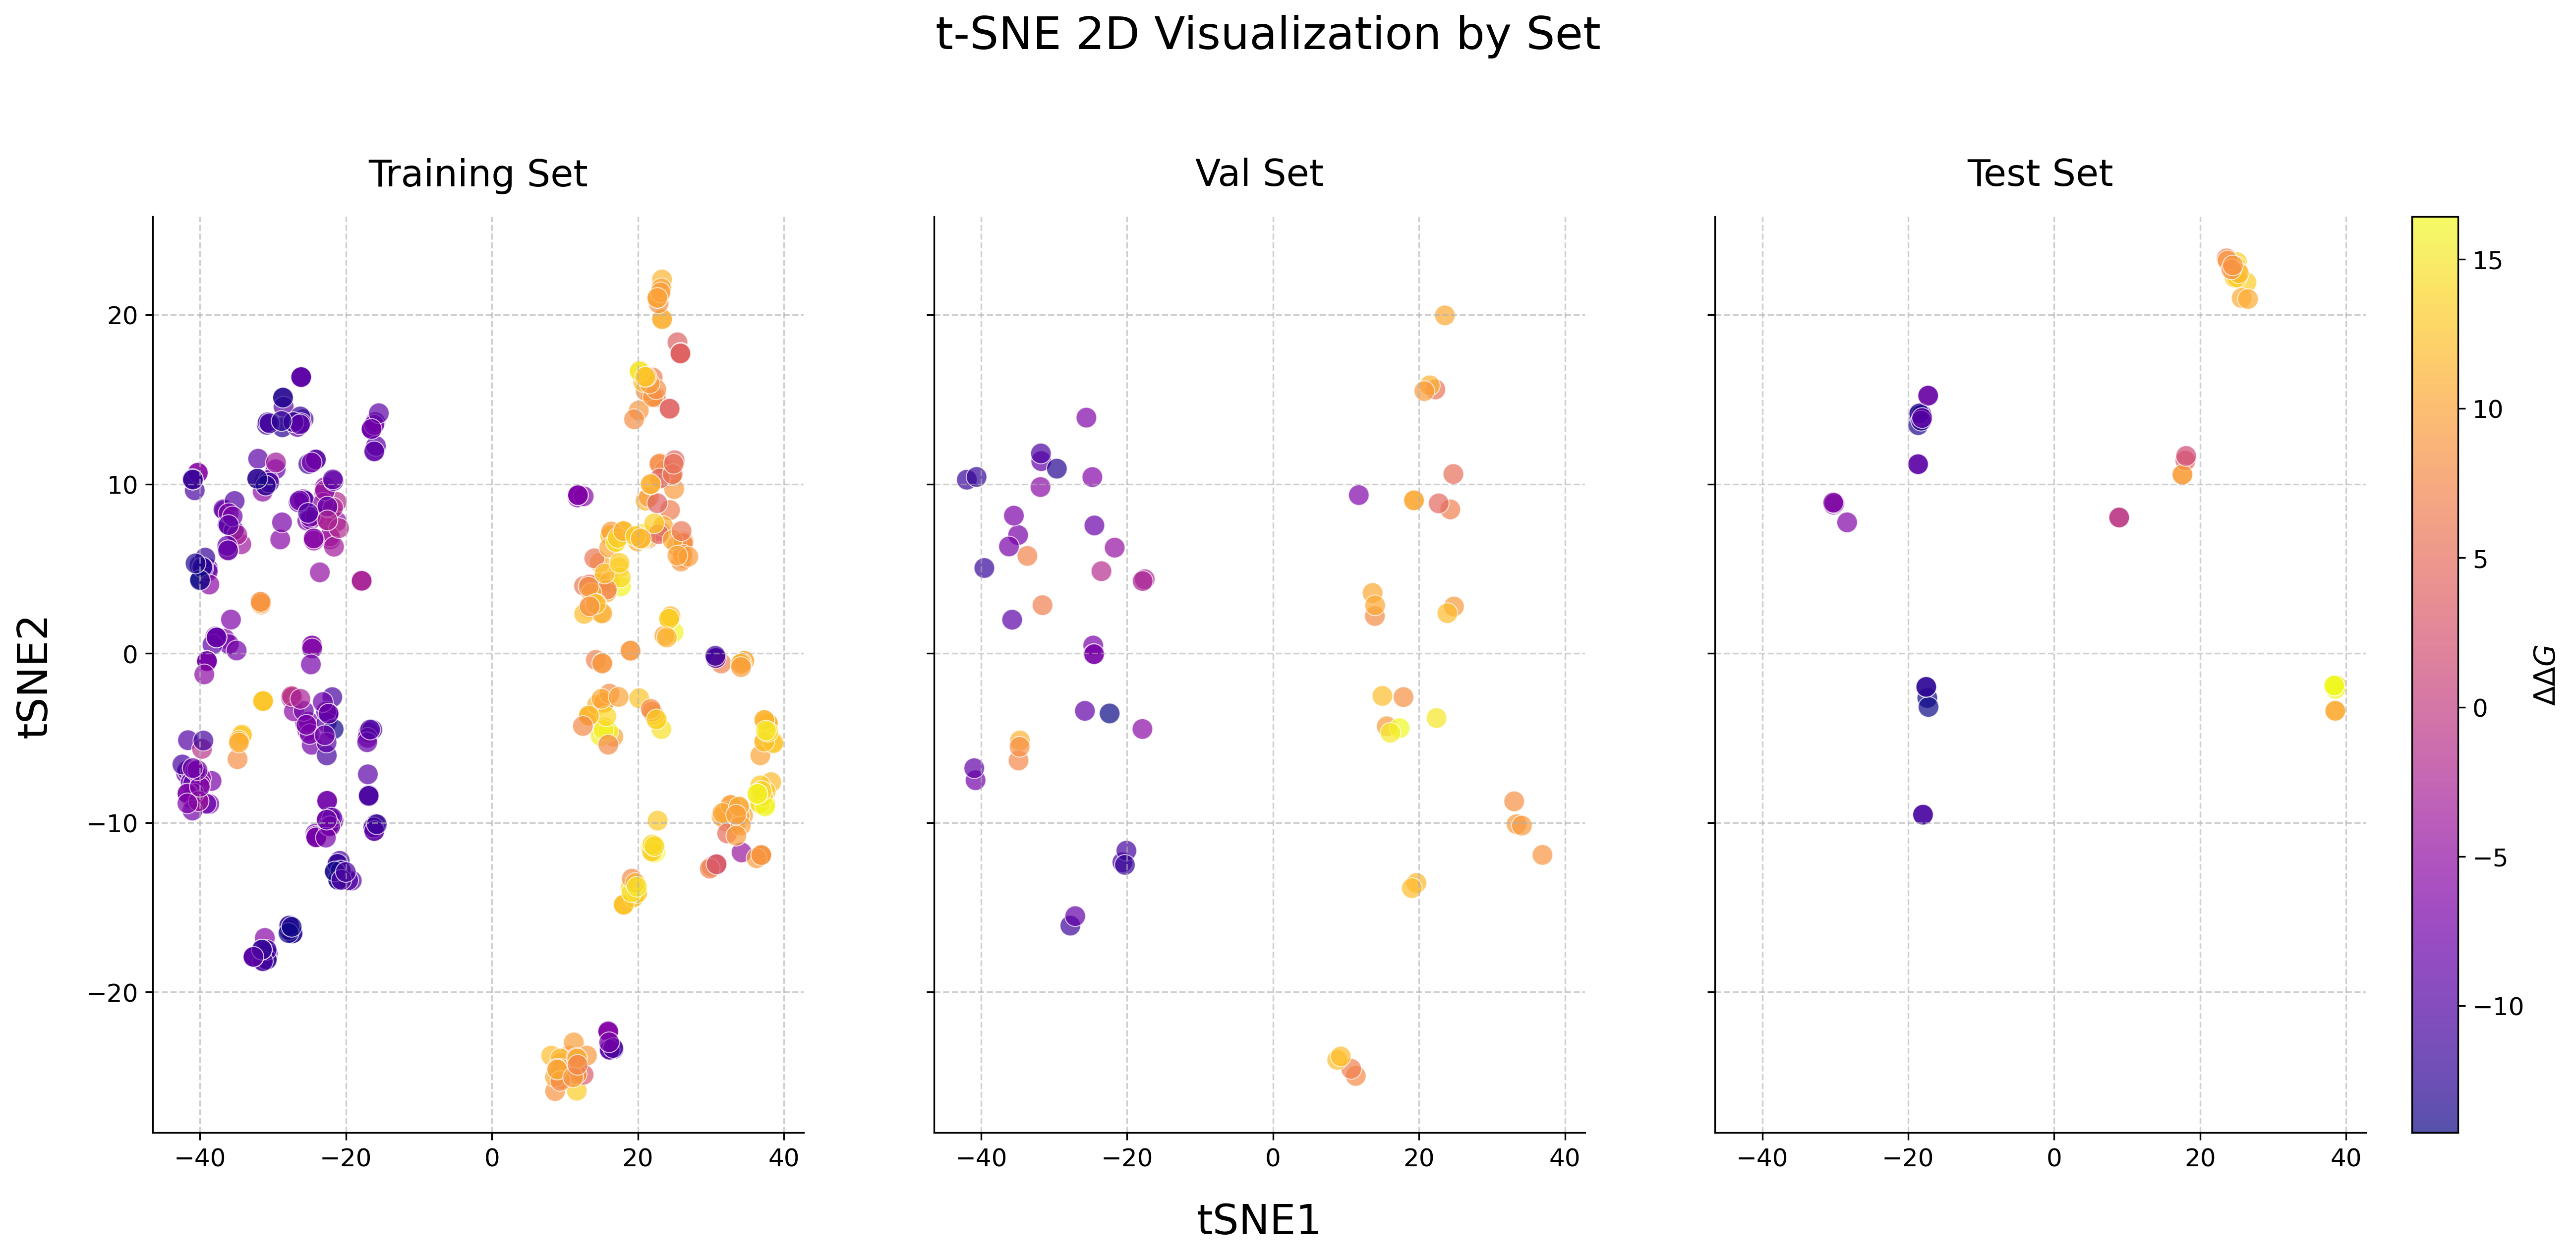 t-SNE 2D Visualization by Set
Training Set
Val Set
Test Set
tSNE2
20
10
0
−10
−20
−40 −20 0 20 40
−40 −20 0 20 40
−40 −20 0 20 40
tSNE1
15
10
5
0
−5
−10
ΔΔG